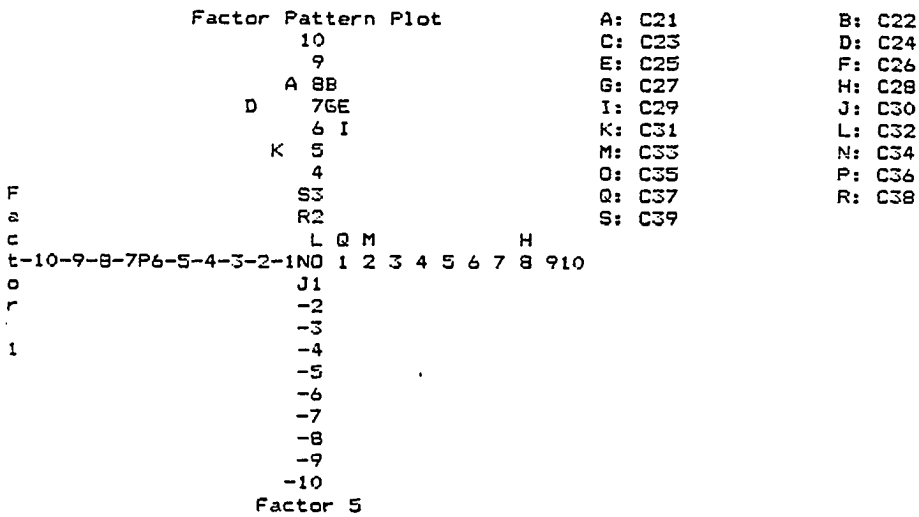 Factor Pattern Plot A: C21 B: C22
10 C: C23 D: C24
9 E: C25 F: C26
A 8B G: C27 H: C28
D 7GE I: C29 J: C30
6 I K: C31 L: C32
K 5 M: C33 N: C34
4 O: C35 P: C36
F S3 Q: C37 R: C38
a R2 S: C39
c L Q M H
t-10-9-8-7P6-5-4-3-2-1NO 1 2 3 4 5 6 7 8 910
o J1
r -2
-3
1 -4
-5
-6
-7
-8
-9
-10
Factor 5